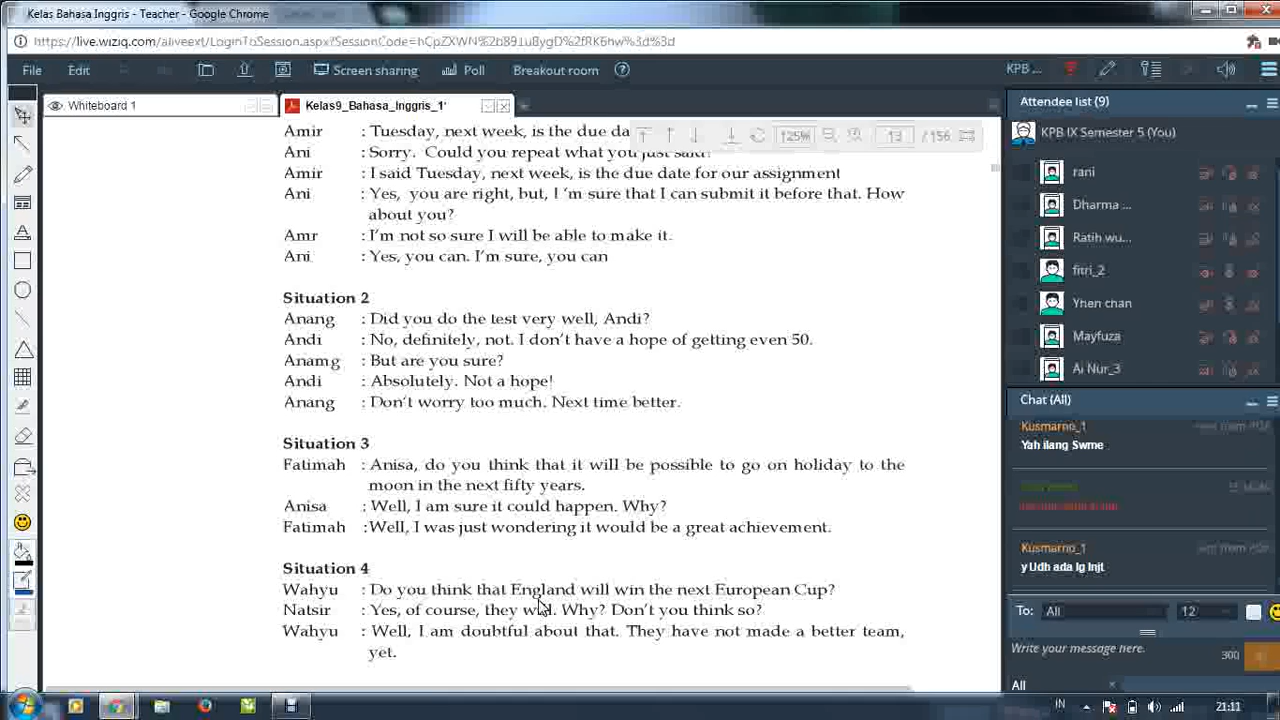 Kelas Bahasa Inggris - Teacher - Google Chrome
File Edit Screen sharing Poll Breakout room KPB ...
Whiteboard 1 Kelas9_Bahasa_Inggris_1
125% 13 / 156
Amir : Tuesday, next week, is the due da
Ani : Sorry. Could you repeat what you just said?
Amir : I said Tuesday, next week, is the due date for our assignment
Ani : Yes, you are right, but, I 'm sure that I can submit it before that. How
about you?
Amr : I'm not so sure I will be able to make it.
Ani : Yes, you can. I'm sure, you can
Situation 2
Anang : Did you do the test very well, Andi?
Andi : No, definitely, not. I don't have a hope of getting even 50.
Anamg : But are you sure?
Andi : Absolutely. Not a hope!
Anang : Don't worry too much. Next time better.
Situation 3
Fatimah : Anisa, do you think that it will be possible to go on holiday to the
moon in the next fifty years.
Anisa : Well, I am sure it could happen. Why?
Fatimah : Well, I was just wondering it would be a great achievement.
Situation 4
Wahyu : Do you think that England will win the next European Cup?
Natsir : Yes, of course, they will. Why? Don't you think so?
Wahyu : Well, I am doubtful about that. They have not made a better team,
yet.
Attendee list (9)
KPB IX Semester 5 (You)
rani
Dharma ...
Ratih wu...
fitri_2
Yhen chan
Mayfuza
Ai Nur_3
Chat (All)
Kusmarno_1
Yah ilang Swme
Kusmarno_1
y Udh ada lg Injt
To: All 12
Write your message here. 300
All
IN 21:11